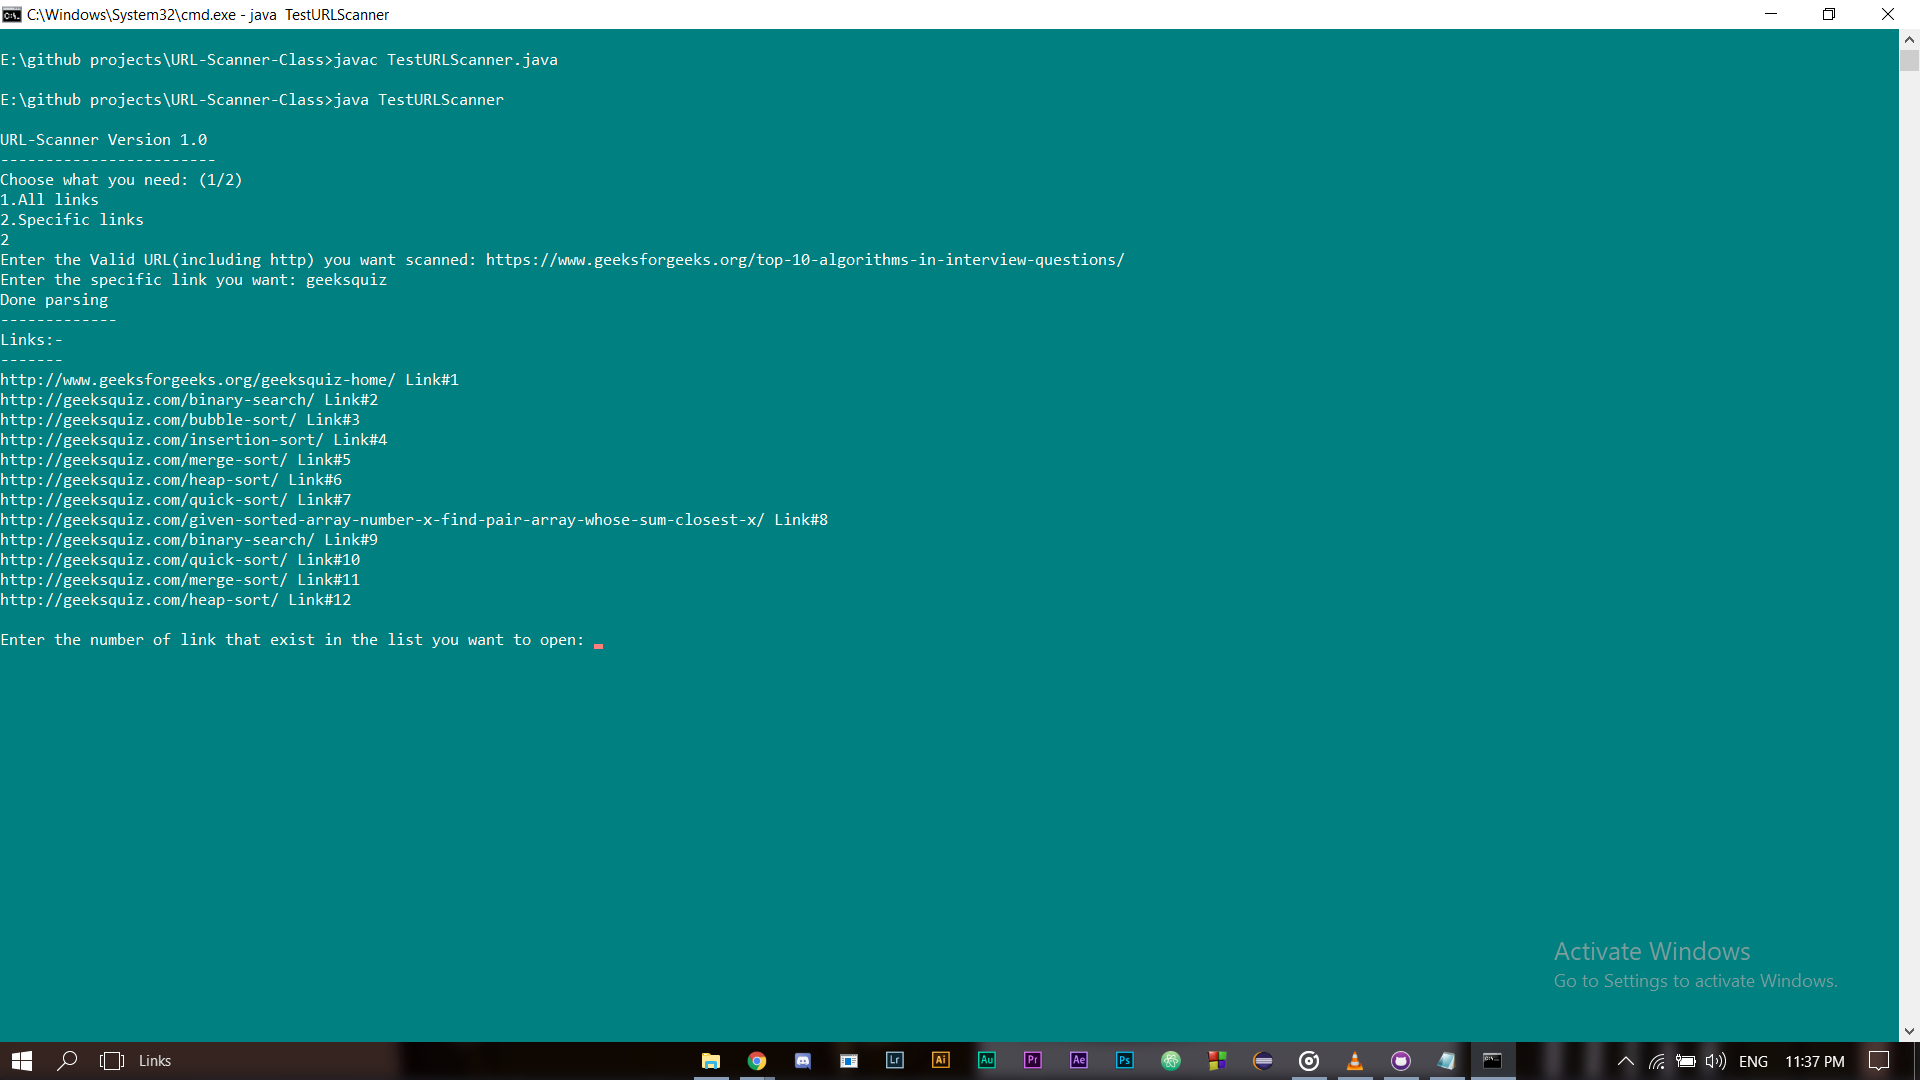 C:\Windows\System32\cmd.exe - java  TestURLScanner
E:\github projects\URL-Scanner-Class>javac TestURLScanner.java
E:\github projects\URL-Scanner-Class>java TestURLScanner
URL-Scanner Version 1.0
------------------------
Choose what you need: (1/2)
1.All links
2.Specific links
2
Enter the Valid URL(including http) you want scanned: https://www.geeksforgeeks.org/top-10-algorithms-in-interview-questions/
Enter the specific link you want: geeksquiz
Done parsing
-------------
Links:-
-------
http://www.geeksforgeeks.org/geeksquiz-home/ Link#1
http://geeksquiz.com/binary-search/ Link#2
http://geeksquiz.com/bubble-sort/ Link#3
http://geeksquiz.com/insertion-sort/ Link#4
http://geeksquiz.com/merge-sort/ Link#5
http://geeksquiz.com/heap-sort/ Link#6
http://geeksquiz.com/quick-sort/ Link#7
http://geeksquiz.com/given-sorted-array-number-x-find-pair-array-whose-sum-closest-x/ Link#8
http://geeksquiz.com/binary-search/ Link#9
http://geeksquiz.com/quick-sort/ Link#10
http://geeksquiz.com/merge-sort/ Link#11
http://geeksquiz.com/heap-sort/ Link#12
Enter the number of link that exist in the list you want to open:
Activate Windows
Go to Settings to activate Windows.
Links Lr Ai Au Pr Ae Ps ENG 11:37 PM